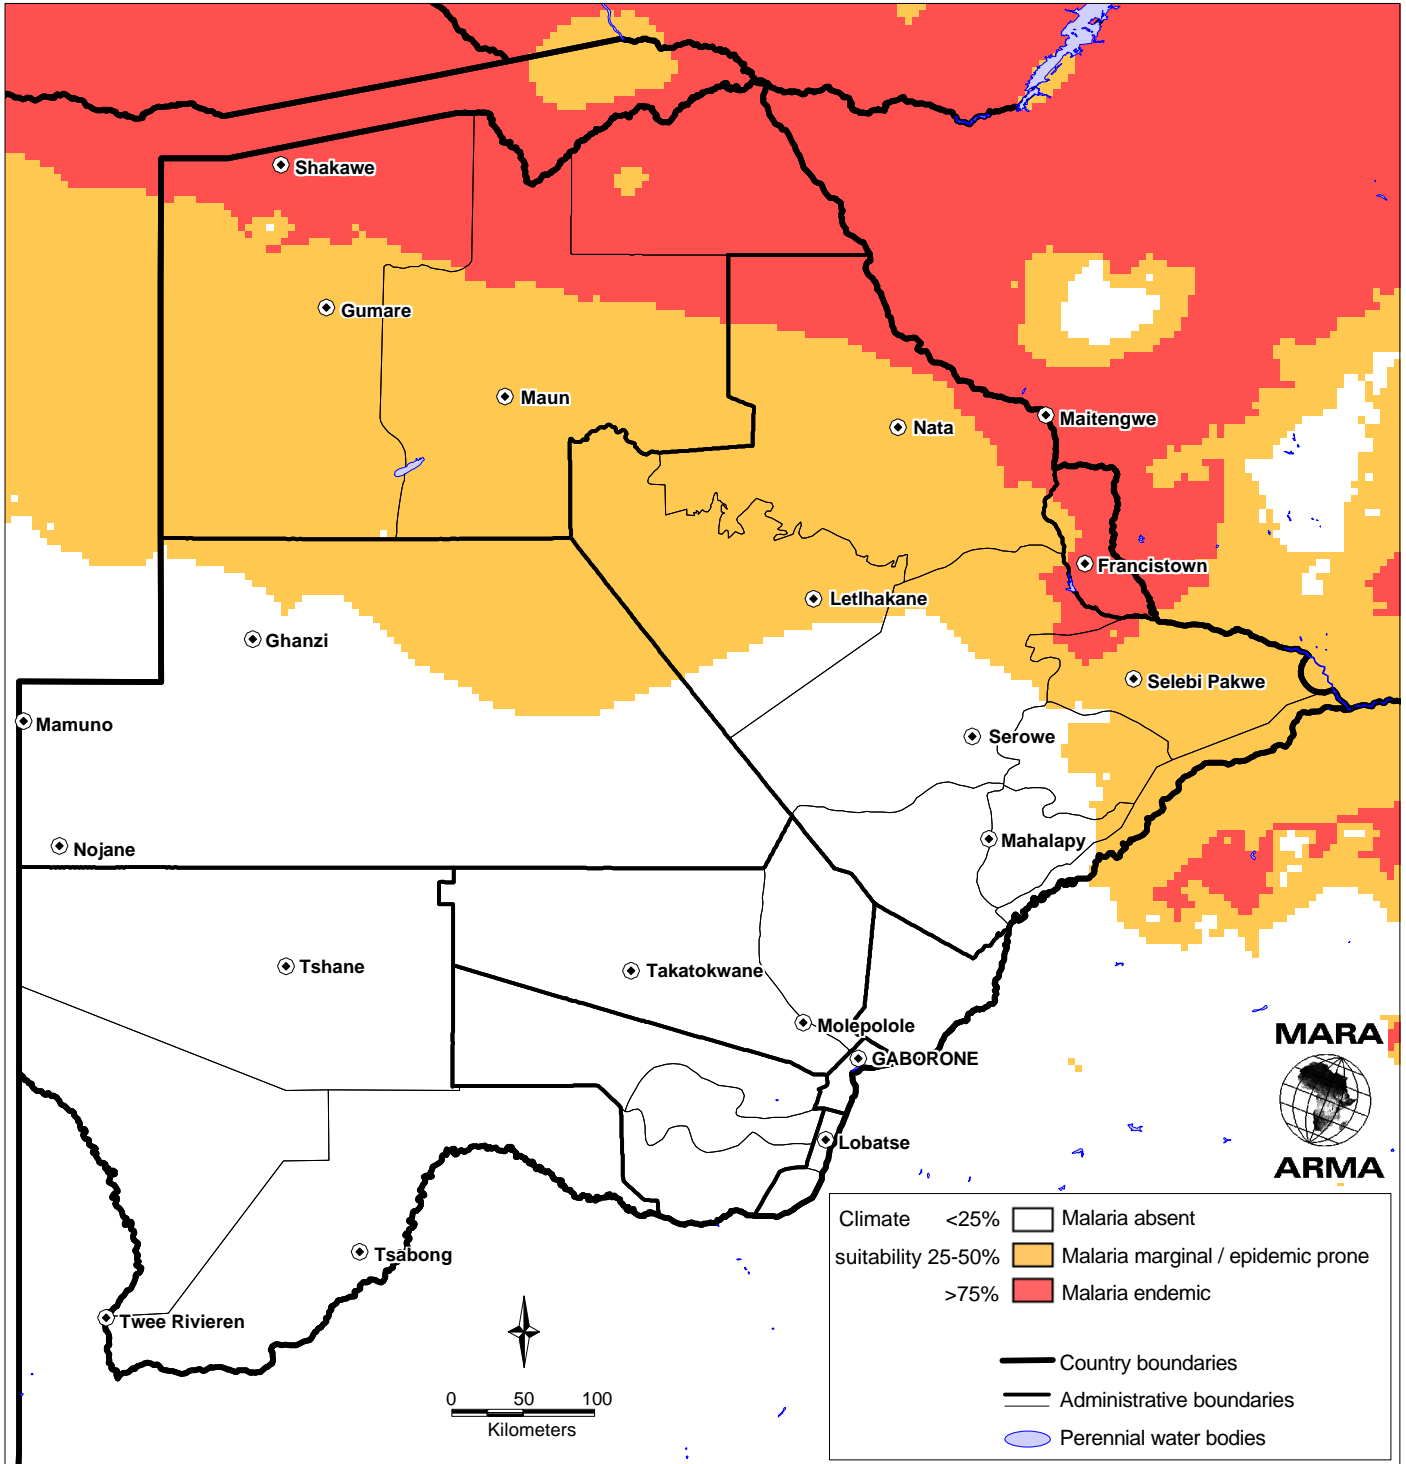 Shakawe
Gumare
Maun
Nata
Maitengwe
Francistown
Letlhakane
Ghanzi
Selebi Pakwe
Mamuno
Serowe
Mahalapy
Nojane
Tshane
Takatokwane
Molepolole
GABORONE
MARA
ARMA
Lobatse
Tsabong
Twee Rivieren
0 50 100
Kilometers
Climate <25% Malaria absent
suitability 25-50% Malaria marginal / epidemic prone
>75% Malaria endemic
Country boundaries
Administrative boundaries
Perennial water bodies